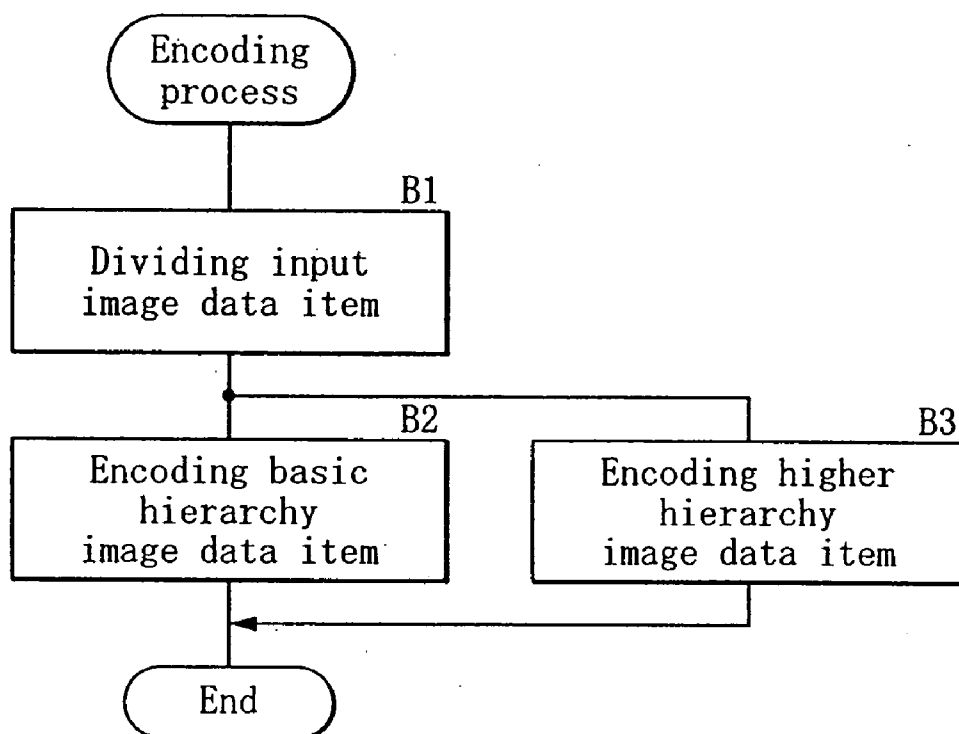 Encoding
process
B1
Dividing input
image data item
B2
Encoding basic
hierarchy
image data item
B3
Encoding higher
hierarchy
image data item
End